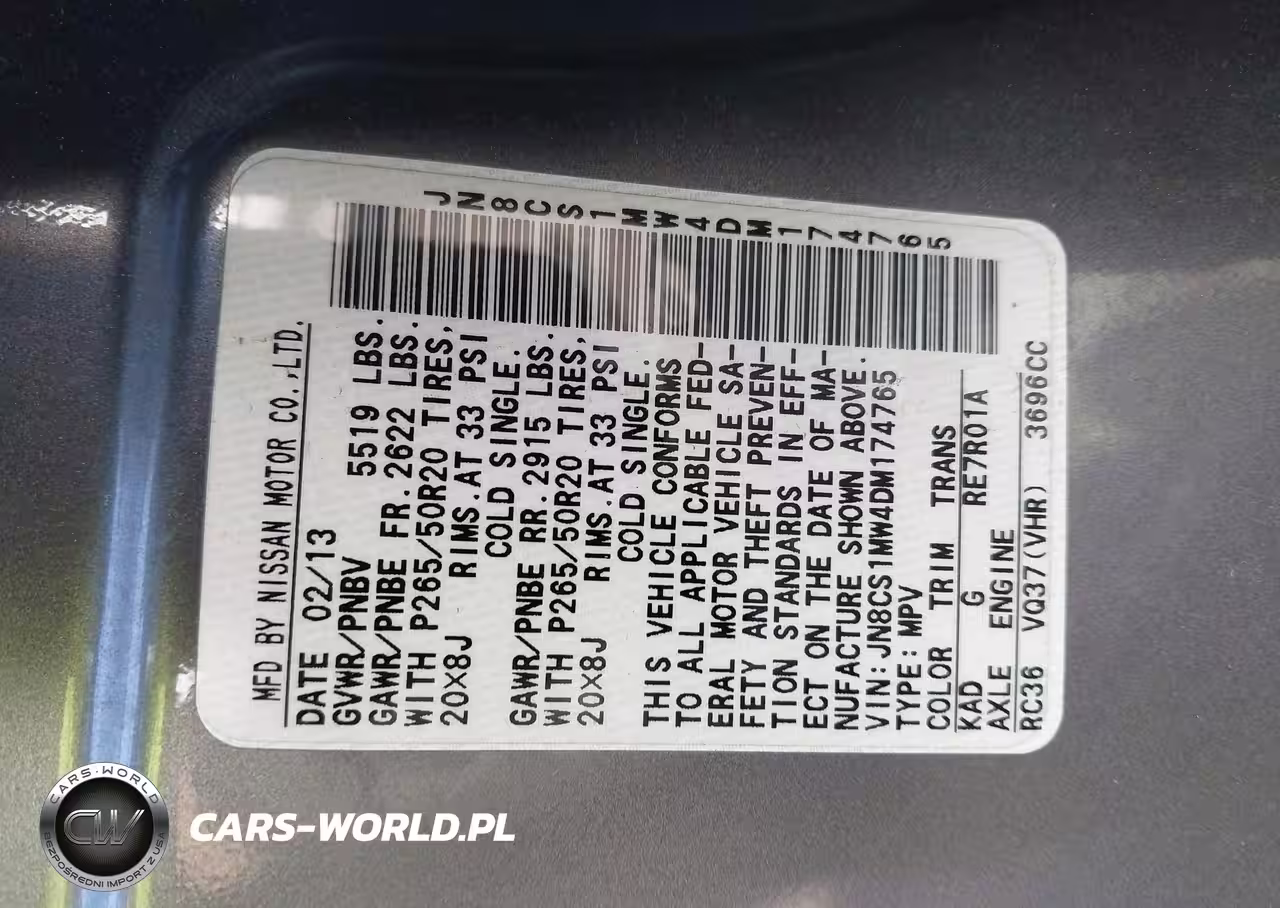 MFD BY NISSAN MOTOR CO.,LTD.
DATE 02/13
GVWR/PNBV 5519 LBS.
GAWR/PNBE FR. 2622 LBS.
WITH P265/50R20 TIRES,
20×8J RIMS.AT 33 PSI
COLD SINGLE.
GAWR/PNBE RR. 2915 LBS.
WITH P265/50R20 TIRES,
20×8J RIMS.AT 33 PSI
COLD SINGLE.
THIS VEHICLE CONFORMS
TO ALL APPLICABLE FED-
ERAL MOTOR VEHICLE SA-
FETY AND THEFT PREVEN-
TION STANDARDS IN EFF-
ECT ON THE DATE OF MA-
NUFACTURE SHOWN ABOVE.
VIN:JN8CS1MW4DM174765
TYPE:MPV
COLOR TRIM TRANS
KAD G RE7R01A
AXLE ENGINE
RC36 VQ37(VHR) 3696CC
JN8CS1MW4DM174765
CARS-WORLD
CW
BEZPOŚREDNI IMPORT Z USA
CARS-WORLD.PL